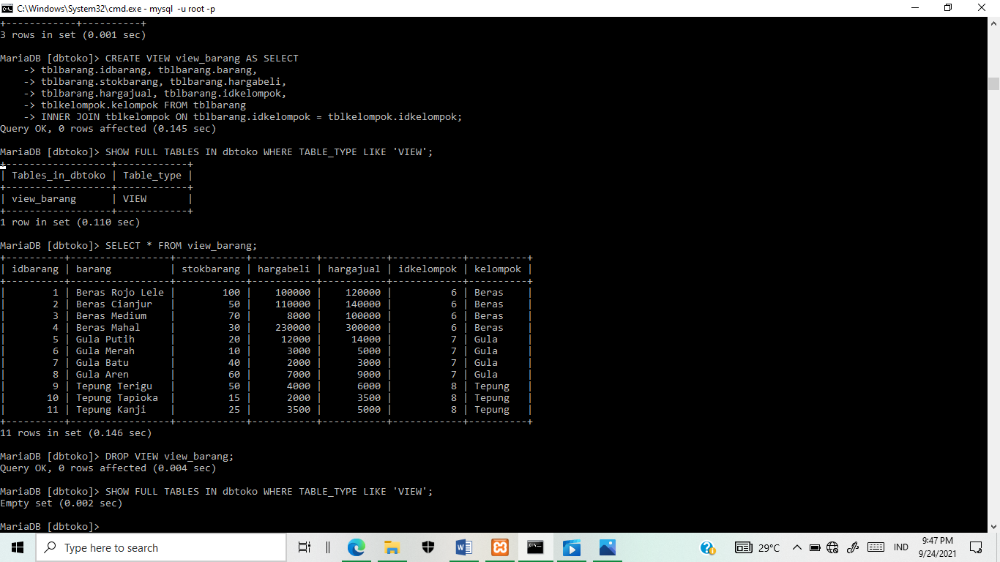 C:\Windows\System32\cmd.exe - mysql  -u root -p
+------------+----------+
3 rows in set (0.001 sec)
MariaDB [dbtoko]> CREATE VIEW view_barang AS SELECT
    -> tblbarang.idbarang, tblbarang.barang,
    -> tblbarang.stokbarang, tblbarang.hargabeli,
    -> tblbarang.hargajual, tblbarang.idkelompok,
    -> tblkelompok.kelompok FROM tblbarang
    -> INNER JOIN tblkelompok ON tblbarang.idkelompok = tblkelompok.idkelompok;
Query OK, 0 rows affected (0.145 sec)
MariaDB [dbtoko]> SHOW FULL TABLES IN dbtoko WHERE TABLE_TYPE LIKE 'VIEW';
+------------------+------------+
| Tables_in_dbtoko | Table_type |
+------------------+------------+
| view_barang      | VIEW       |
+------------------+------------+
1 row in set (0.110 sec)
MariaDB [dbtoko]> SELECT * FROM view_barang;
+----------+-----------------+------------+-----------+-----------+------------+----------+
| idbarang | barang          | stokbarang | hargabeli | hargajual | idkelompok | kelompok |
+----------+-----------------+------------+-----------+-----------+------------+----------+
|        1 | Beras Rojo Lele |        100 |    100000 |    120000 |          6 | Beras    |
|        2 | Beras Cianjur   |         50 |    110000 |    140000 |          6 | Beras    |
|        3 | Beras Medium    |         70 |      8000 |    100000 |          6 | Beras    |
|        4 | Beras Mahal     |         30 |    230000 |    300000 |          6 | Beras    |
|        5 | Gula Putih      |         20 |     12000 |     14000 |          7 | Gula     |
|        6 | Gula Merah      |         10 |      3000 |      5000 |          7 | Gula     |
|        7 | Gula Batu       |         40 |      2000 |      3000 |          7 | Gula     |
|        8 | Gula Aren       |         60 |      7000 |      9000 |          7 | Gula     |
|        9 | Tepung Terigu   |         50 |      4000 |      6000 |          8 | Tepung   |
|       10 | Tepung Tapioka  |         15 |      2000 |      3500 |          8 | Tepung   |
|       11 | Tepung Kanji    |         25 |      3500 |      5000 |          8 | Tepung   |
+----------+-----------------+------------+-----------+-----------+------------+----------+
11 rows in set (0.146 sec)
MariaDB [dbtoko]> DROP VIEW view_barang;
Query OK, 0 rows affected (0.004 sec)
MariaDB [dbtoko]> SHOW FULL TABLES IN dbtoko WHERE TABLE_TYPE LIKE 'VIEW';
Empty set (0.002 sec)
MariaDB [dbtoko]>
Type here to search
29°C
IND
9:47 PM
9/24/2021